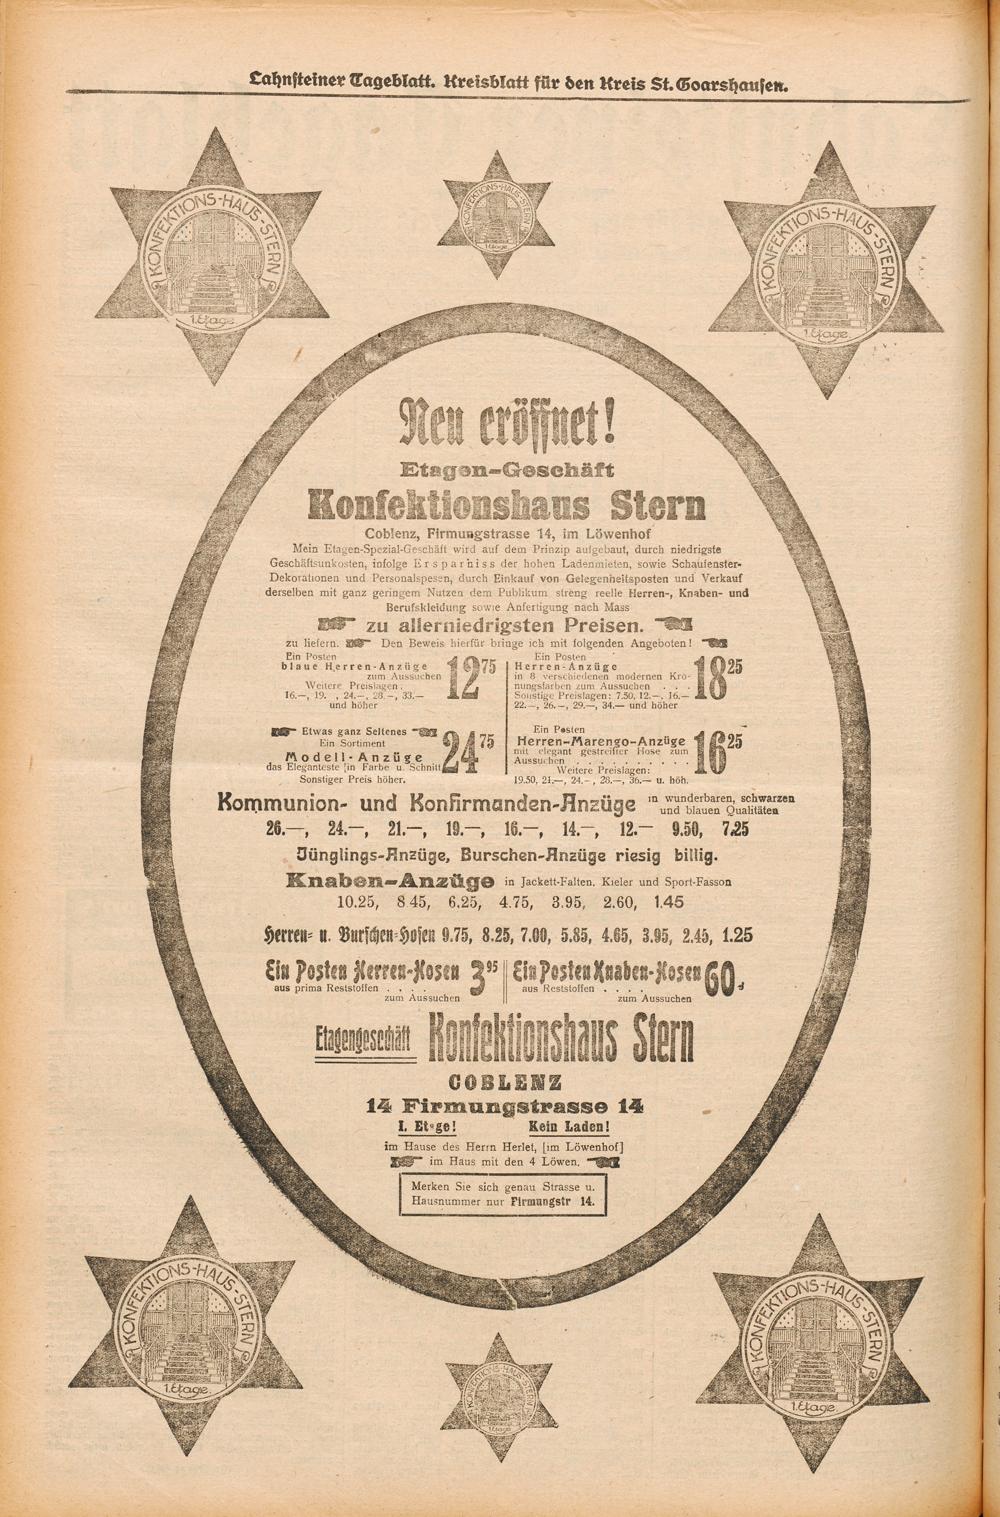 Lahnsteiner Tageblatt. Kreisblatt für den Kreis St. Goarshausen.
KONFEKTIONS-HAUS-STERN
1. Etage
KONFEKTIONS-HAUS-STERN
1. Etage
KONFEKTIONS-HAUS-STERN
1. Etage
Neu eröffnet!
Etagen-Geschäft
Konfektionshaus Stern
Coblenz, Firmungstrasse 14, im Löwenhof
Mein Etagen-Spezial-Geschäft wird auf dem Prinzip aufgebaut, durch niedrigste
Geschäftsunkosten, infolge Ersparniss der hohen Ladenmieten, sowie Schaufenster-
Dekorationen und Personalspesen, durch Einkauf von Gelegenheitsposten und Verkauf
derselben mit ganz geringem Nutzen dem Publikum streng reelle Herren-, Knaben- und
Berufskleidung sowie Anfertigung nach Mass
zu allerniedrigsten Preisen.
zu liefern. Den Beweis hierfür bringe ich mit folgenden Angeboten!
Ein Posten
blaue Herren-Anzüge
zum Aussuchen
12 75
Weitere Preislagen:
16.—, 19. , 24.—, 28.—, 33.—
und höher
Ein Posten
Herren-Anzüge
in 8 verschiedenen modernen Kro-
nungsfarben zum Aussuchen . . .
18 25
Sonstige Preislagen: 7.50, 12.—, 16.—
22.—, 26.—, 29.—, 34.— und höher
Etwas ganz Seltenes
Ein Sortiment
Modell-Anzüge
24 75
das Eleganteste in Farbe u. Schnitt
Sonstiger Preis höher.
Ein Posten
Herren-Marengo-Anzüge
mit elegant gestreifter Hose zum
Aussuchen . . . . . . . . . .
16 25
Weitere Preislagen:
19.50, 21.—, 24.-, 28.—, 36.— u. höh.
Kommunion- und Konfirmanden-Anzüge in wunderbaren, schwarzen
und blauen Qualitäten
26.—, 24.—, 21.—, 19.—, 16.—, 14.—, 12.— 9.50, 7.25
Jünglings-Anzüge, Burschen-Anzüge riesig billig.
Knaben-Anzüge in Jackett-Falten, Kieler und Sport-Fasson
10.25, 8.45, 6.25, 4.75, 3.95, 2.60, 1.45
Herren- u. Burschen-Hosen 9.75, 8.25, 7.00, 5.85, 4.65, 3.95, 2.45, 1.25
Ein Posten Herren-Hosen 3 95
aus prima Reststoffen . . . .
zum Aussuchen
Ein Posten Knaben-Hosen 60
aus Reststoffen . . . .
zum Aussuchen
Etagengeschäft Konfektionshaus Stern
COBLENZ
14 Firmungstrasse 14
I. Etage! Kein Laden!
im Hause des Herrn Herlet, [im Löwenhof]
im Haus mit den 4 Löwen.
Merken Sie sich genau Strasse u.
Hausnummer nur Firmungstr 14.
KONFEKTIONS-HAUS-STERN
1. Etage.
KONFEKTIONS-HAUS-STERN
1. Etage
KONFEKTIONS-HAUS-STERN
1. Etage.